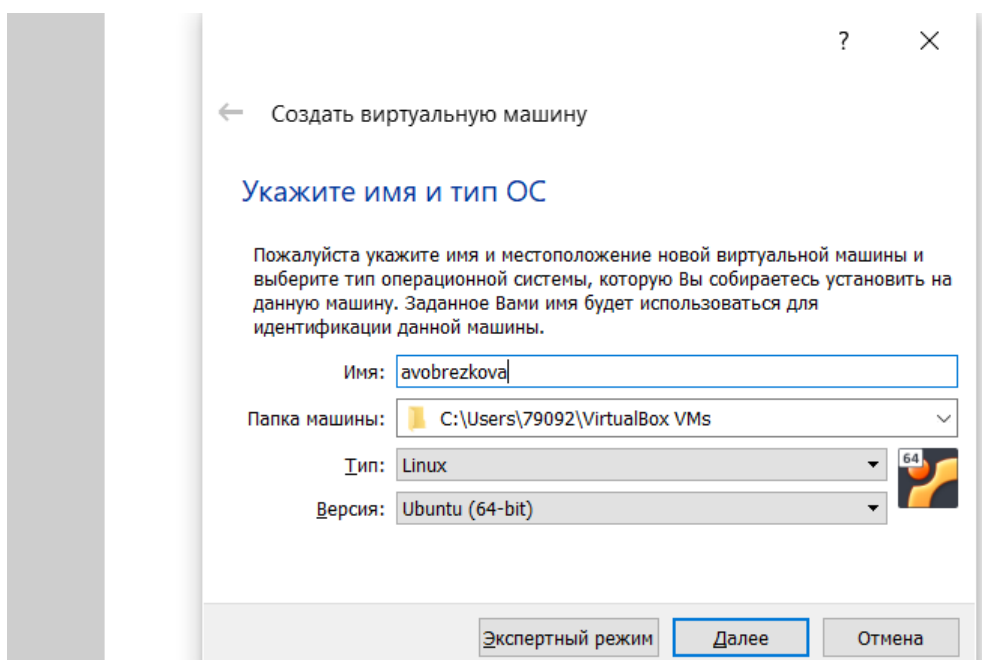 ?
Создать виртуальную машину
Укажите имя и тип ОС
Пожалуйста укажите имя и местоположение новой виртуальной машины и
выберите тип операционной системы, которую Вы собираетесь установить на
данную машину. Заданное Вами имя будет использоваться для
идентификации данной машины.
Имя: avobrezkova
Папка машины: C:\Users\79092\VirtualBox VMs
Тип: Linux
64
Версия: Ubuntu (64-bit)
Экспертный режим Далее Отмена